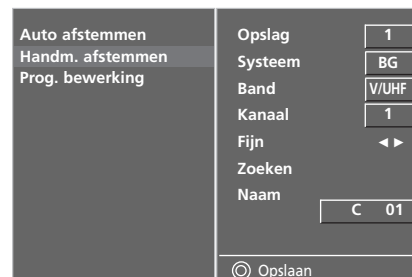 Auto afstemmen
Handm. afstemmen
Prog. bewerking
Opslag 1
Systeem BG
Band V/UHF
Kanaal 1
Fijn ◄ ►
Zoeken
Naam
C 01
Opslaan